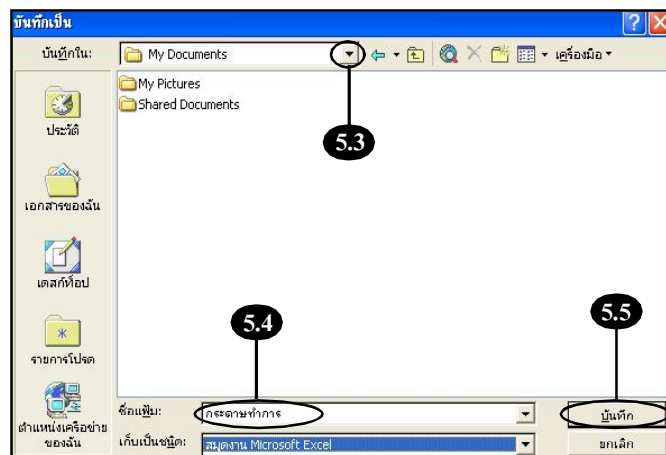 บันทึกเป็น
บันทึกใน:
My Documents
เครื่องมือ
My Pictures
Shared Documents
5.3
ประวัติ
เอกสารของฉัน
เดสก์ท็อป
รายการโปรด
ตำแหน่งเครือข่าย
ของฉัน
5.4
5.5
ชื่อแฟ้ม:
กระดาษทำการ
บันทึก
เก็บเป็นชนิด:
สมุดงาน Microsoft Excel
ยกเลิก